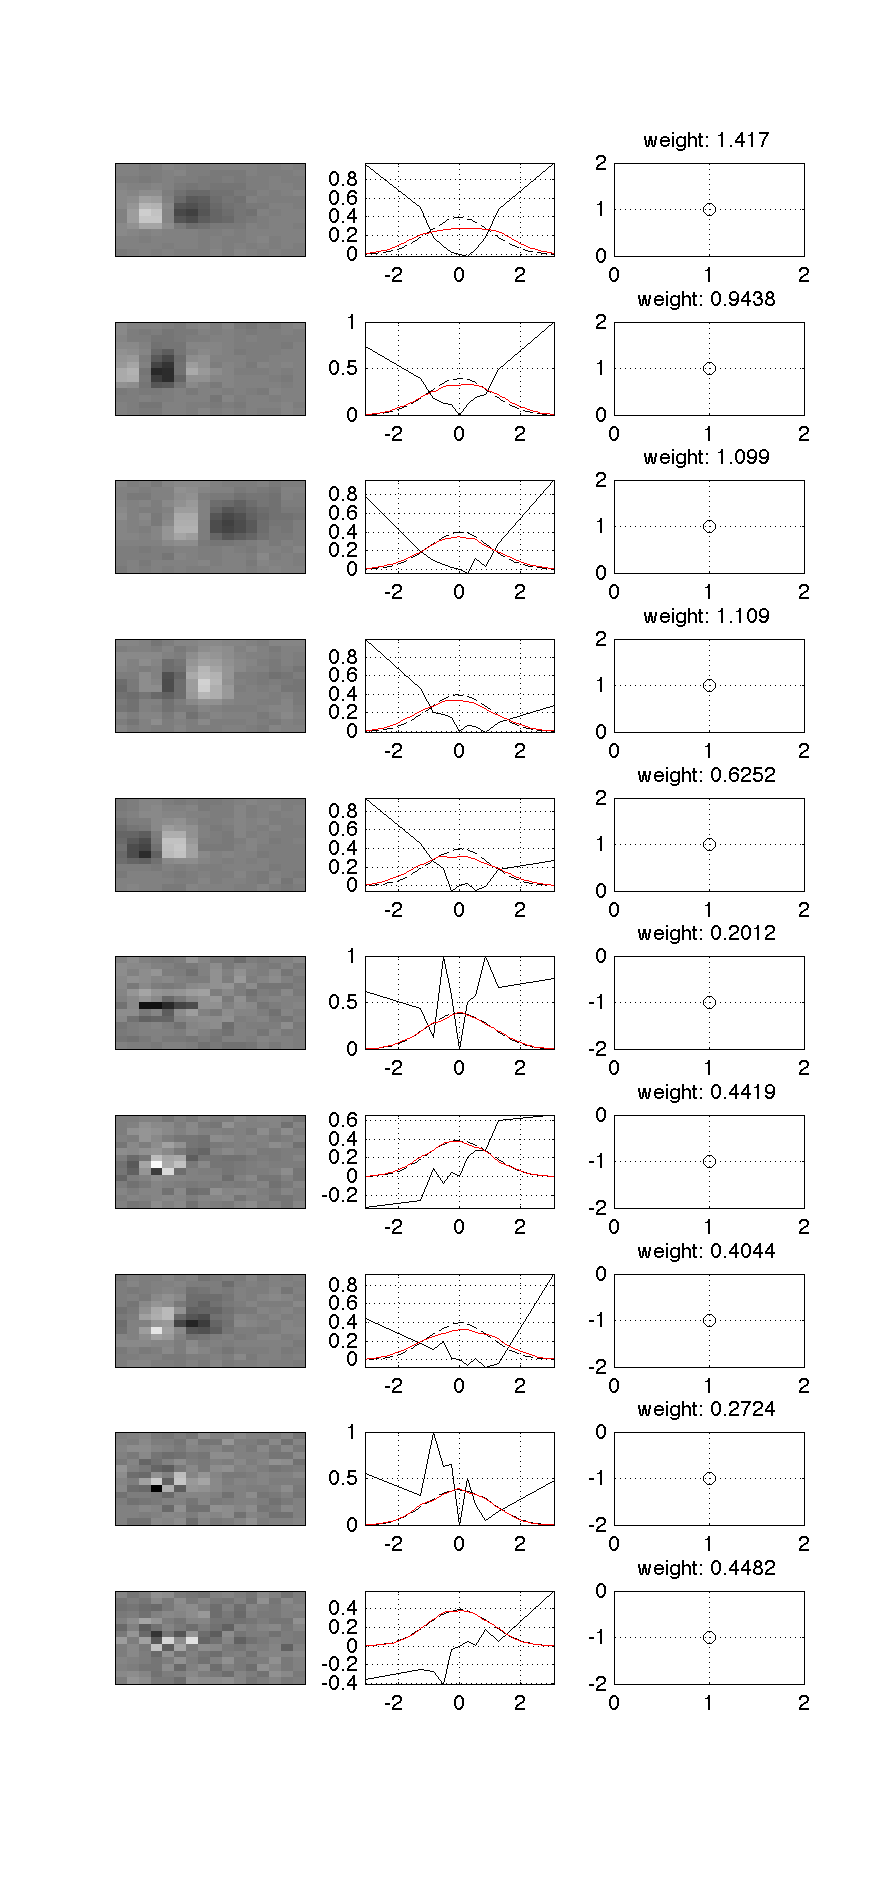 weight: 1.417
0.8 0.6 0.4 0.2 0 -2 0 2 2 1 0 0 1 2
weight: 0.9438
1 0.5 0 -2 0 2 2 1 0 0 1 2
weight: 1.099
0.8 0.6 0.4 0.2 0 -2 0 2 2 1 0 0 1 2
weight: 1.109
0.8 0.6 0.4 0.2 0 -2 0 2 2 1 0 0 1 2
weight: 0.6252
0.8 0.6 0.4 0.2 0 -2 0 2 2 1 0 0 1 2
weight: 0.2012
1 0.5 0 -2 0 2 0 -1 -2 0 1 2
weight: 0.4419
0.6 0.4 0.2 0 -0.2 -2 0 2 0 -1 -2 0 1 2
weight: 0.4044
0.8 0.6 0.4 0.2 0 -2 0 2 0 -1 -2 0 1 2
weight: 0.2724
1 0.5 0 -2 0 2 0 -1 -2 0 1 2
weight: 0.4482
0.4 0.2 0 -0.2 -0.4 -2 0 2 0 -1 -2 0 1 2